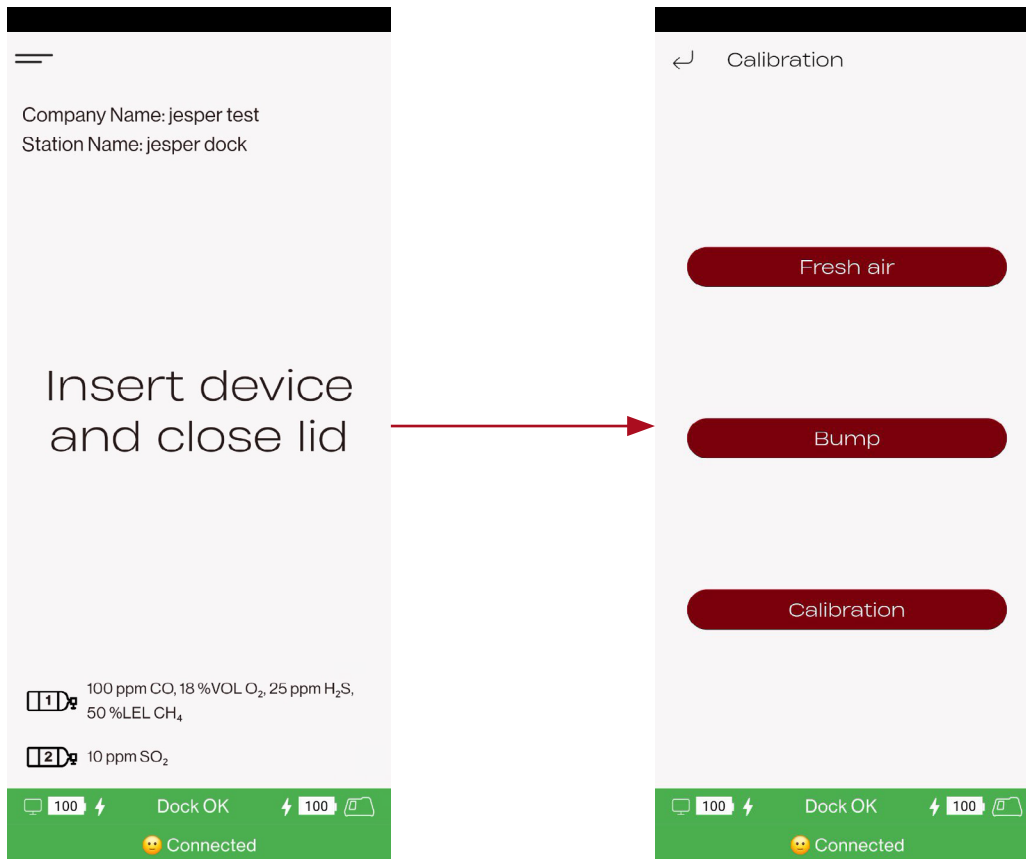 Company Name: jesper test
Station Name: jesper dock
Insert device
and close lid
1
100 ppm CO, 18 %VOL O₂, 25 ppm H₂S,
50 %LEL CH₄
2
10 ppm SO₂
100 Dock OK 100
🙂 Connected
Calibration
Fresh air
Bump
Calibration
100 Dock OK 100
🙂 Connected